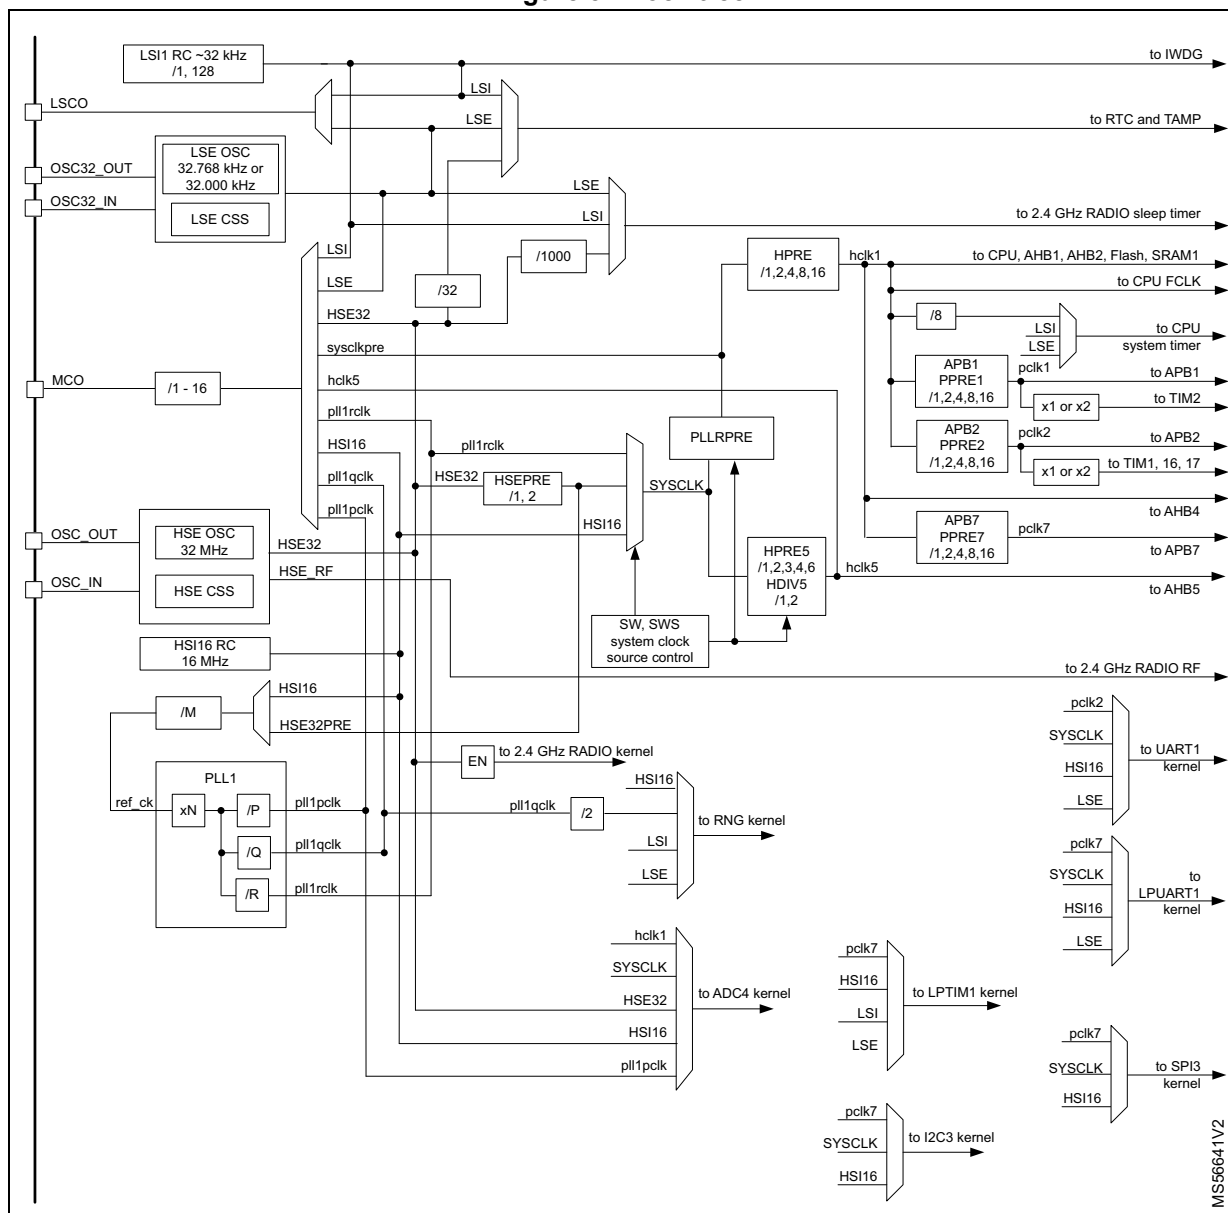 LSI1 RC ~32 kHz
/1, 128
to IWDG
LSCO
LSI
LSE
to RTC and TAMP
OSC32_OUT
OSC32_IN
LSE OSC
32.768 kHz or
32.000 kHz
LSE CSS
LSE
LSI
to 2.4 GHz RADIO sleep timer
/1000
/32
LSI
LSE
HSE32
sysclkpre
hclk5
pll1rclk
HSI16
pll1qclk
pll1pclk
MCO
/1 - 16
HPRE
/1,2,4,8,16
hclk1
to CPU, AHB1, AHB2, Flash, SRAM1
to CPU FCLK
/8
LSI
LSE
to CPU
system timer
APB1
PPRE1
/1,2,4,8,16
pclk1
to APB1
x1 or x2
to TIM2
APB2
PPRE2
/1,2,4,8,16
pclk2
to APB2
x1 or x2
to TIM1, 16, 17
to AHB4
APB7
PPRE7
/1,2,4,8,16
pclk7
to APB7
PLLRPRE
pll1rclk
HSE32
HSEPRE
/1, 2
HSI16
SYSCLK
HPRE5
/1,2,3,4,6
HDIV5
/1,2
hclk5
to AHB5
SW, SWS
system clock
source control
OSC_OUT
OSC_IN
HSE OSC
32 MHz
HSE CSS
HSE32
HSE_RF
HSI16 RC
16 MHz
to 2.4 GHz RADIO RF
/M
HSI16
HSE32PRE
EN
to 2.4 GHz RADIO kernel
PLL1
ref_ck
xN
/P
/Q
/R
pll1pclk
pll1qclk
pll1rclk
HSI16
pll1qclk
/2
LSI
LSE
to RNG kernel
hclk1
SYSCLK
HSE32
HSI16
pll1pclk
to ADC4 kernel
pclk7
HSI16
LSI
LSE
to LPTIM1 kernel
pclk7
SYSCLK
HSI16
to I2C3 kernel
pclk2
SYSCLK
HSI16
LSE
to UART1
kernel
pclk7
SYSCLK
HSI16
LSE
to
LPUART1
kernel
pclk7
SYSCLK
HSI16
to SPI3
kernel
MS56641V2